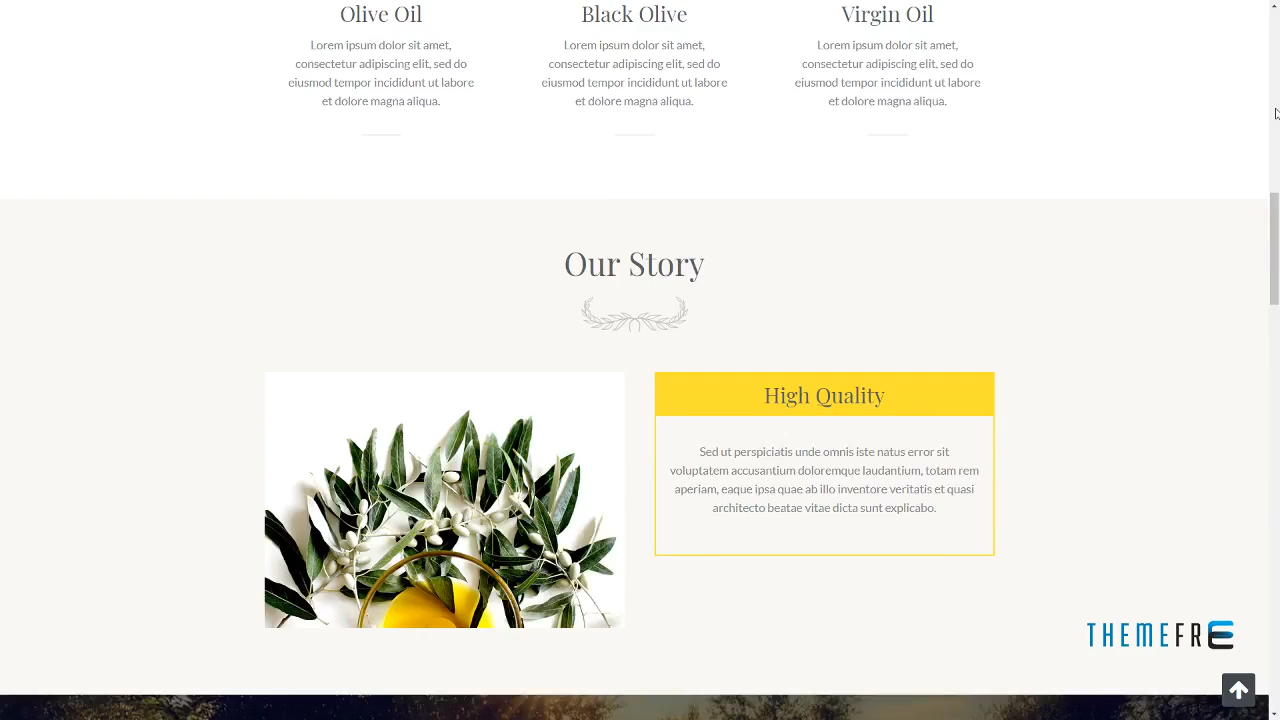 Olive Oil
Lorem ipsum dolor sit amet,
consectetur adipiscing elit, sed do
eiusmod tempor incididunt ut labore
et dolore magna aliqua.
Black Olive
Lorem ipsum dolor sit amet,
consectetur adipiscing elit, sed do
eiusmod tempor incididunt ut labore
et dolore magna aliqua.
Virgin Oil
Lorem ipsum dolor sit amet,
consectetur adipiscing elit, sed do
eiusmod tempor incididunt ut labore
et dolore magna aliqua.
Our Story
High Quality
Sed ut perspiciatis unde omnis iste natus error sit
voluptatem accusantium doloremque laudantium, totam rem
aperiam, eaque ipsa quae ab illo inventore veritatis et quasi
architecto beatae vitae dicta sunt explicabo.
THEMEFRE